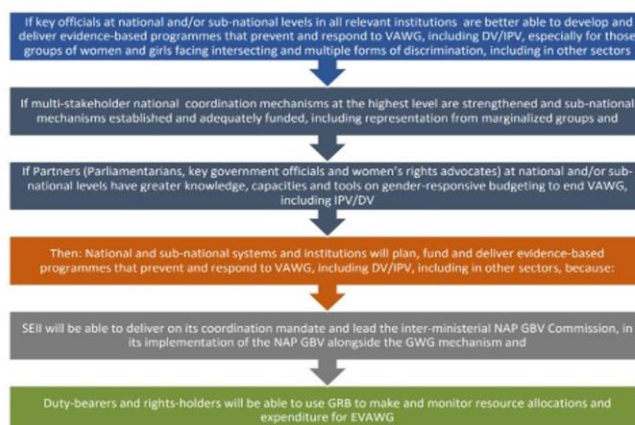 If key officials at national and/or sub-national levels in all relevant institutions  are better able to develop and
deliver evidence-based programmes that prevent and respond to VAWG, including DV/IPV, especially for those
groups of women and girls facing intersecting and multiple forms of discrimination, including in other sectors
If multi-stakeholder national  coordination mechanisms at the highest level are strengthened and sub-national
mechanisms established and adequately funded, including representation from marginalized groups and
If Partners (Parliamentarians, key government officials and women's rights advocates) at national and/or sub-
national levels have greater knowledge, capacities and tools on gender-responsive budgeting to end VAWG,
including IPV/DV
Then: National and sub-national systems and institutions will plan, fund and deliver evidence-based
programmes that prevent and respond to VAWG, including DV/IPV, including in other sectors, because:
SEII will be able to deliver on its coordination mandate and lead the inter-ministerial NAP GBV Commission, in
its implementation of the NAP GBV alongside the GWG mechanism and
Duty-bearers and rights-holders will be able to use GRB to make and monitor resource allocations and
expenditure for EVAWG